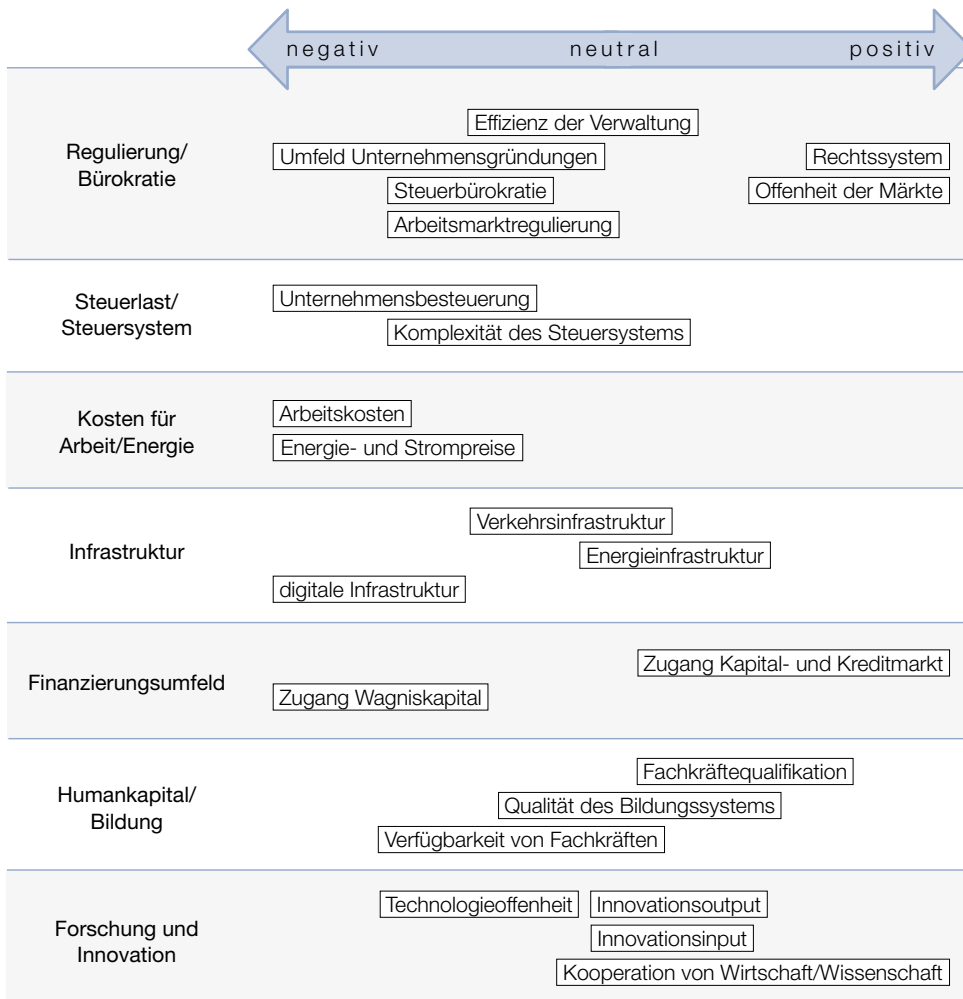 negativ neutral positiv
Regulierung/
Bürokratie
Effizienz der Verwaltung
Umfeld Unternehmensgründungen
Rechtssystem
Steuerbürokratie
Offenheit der Märkte
Arbeitsmarktregulierung
Steuerlast/
Steuersystem
Unternehmensbesteuerung
Komplexität des Steuersystems
Kosten für
Arbeit/Energie
Arbeitskosten
Energie- und Strompreise
Infrastruktur
Verkehrsinfrastruktur
Energieinfrastruktur
digitale Infrastruktur
Finanzierungsumfeld
Zugang Kapital- und Kreditmarkt
Zugang Wagniskapital
Humankapital/
Bildung
Fachkräftequalifikation
Qualität des Bildungssystems
Verfügbarkeit von Fachkräften
Forschung und
Innovation
Technologieoffenheit
Innovationsoutput
Innovationsinput
Kooperation von Wirtschaft/Wissenschaft